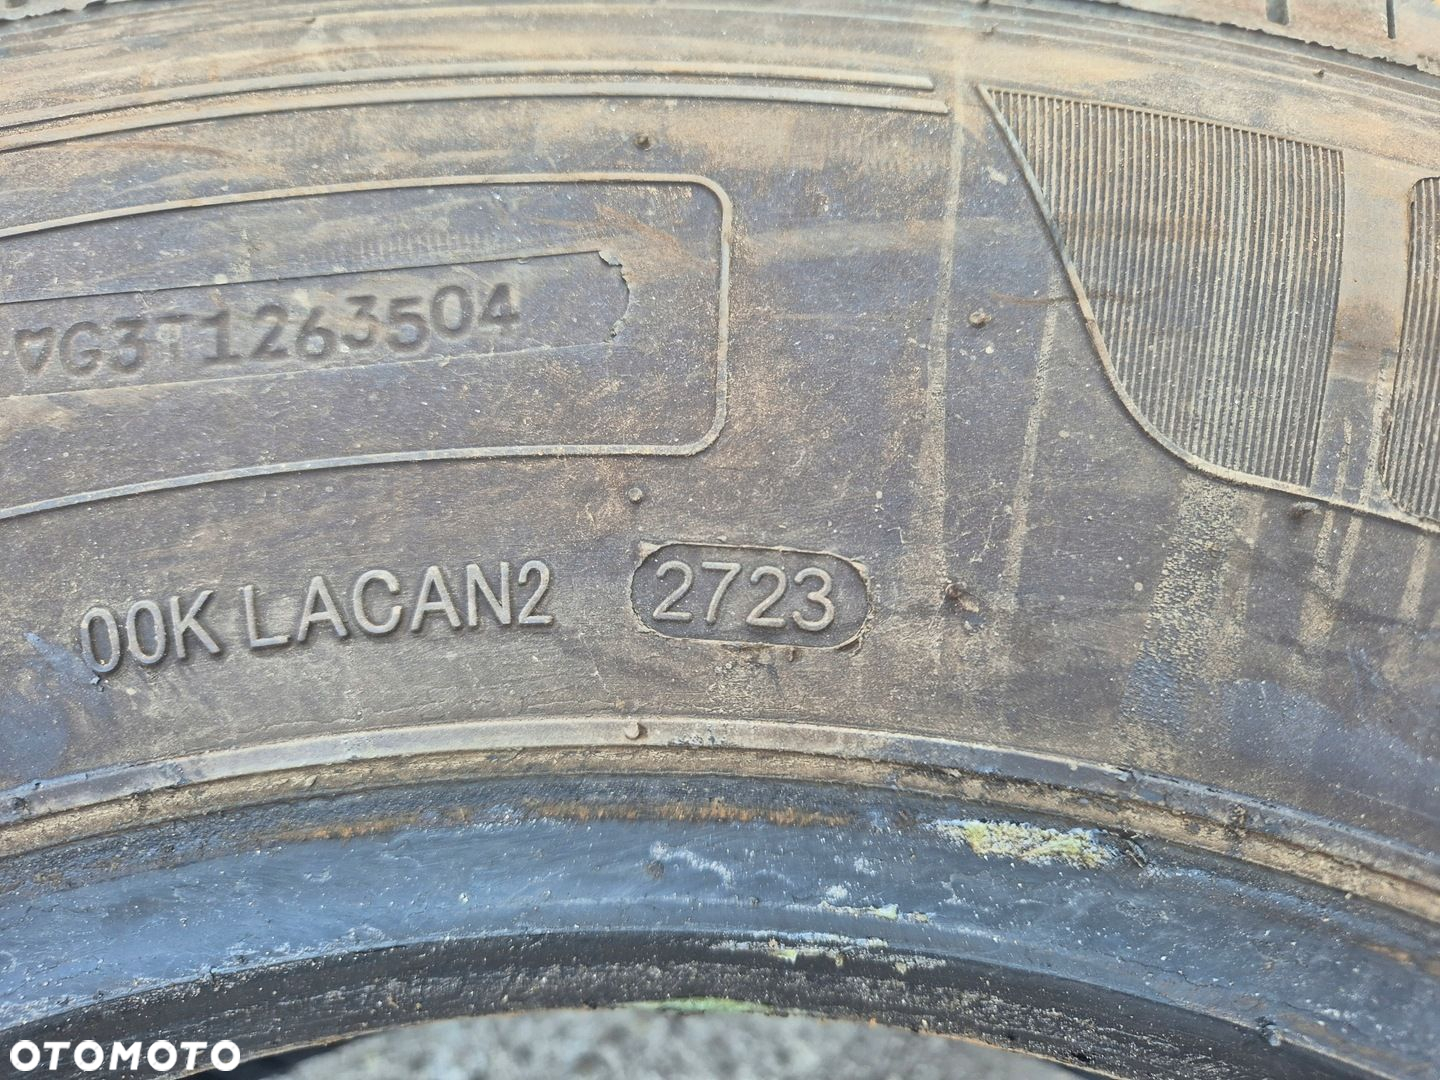 ♥G3T1263504
00K LACAN2 2723
OTOMOTO